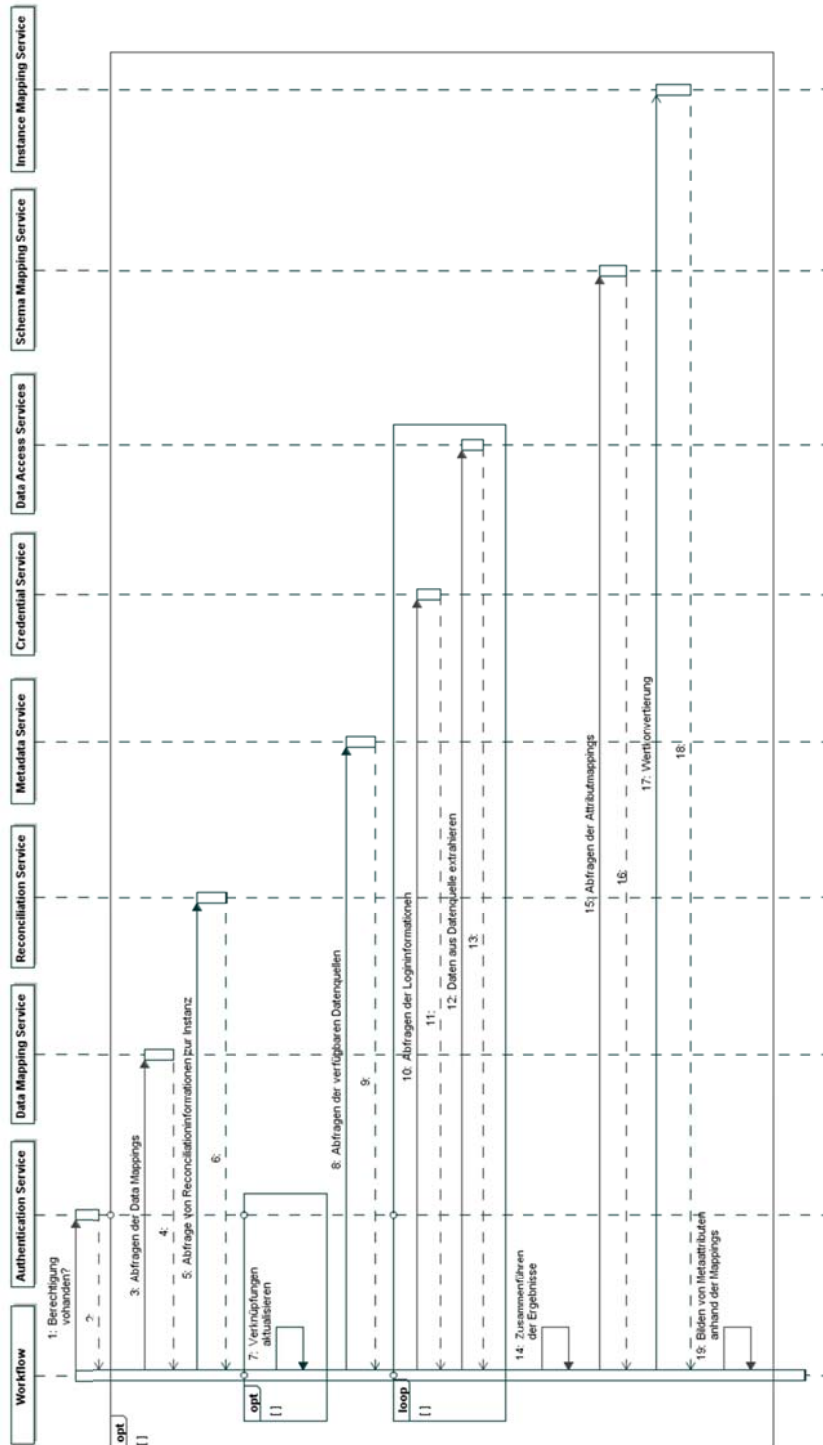 Workflow
Authentication Service
Data Mapping Service
Reconciliation Service
Metadata Service
Credential Service
Data Access Services
Schema Mapping Service
Instance Mapping Service
1: Berechtigung
vohanden?
2:
opt
[ ]
3: Abfragen der Data Mappings
4:
5: Abfrage von Reconciliationinformationen zur Instanz
6:
opt
[ ]
7: Verknüpfungen
aktualisieren
8: Abfragen der verfügbaren Datenquellen
9:
loop
[ ]
10: Abfragen der Logininformationen
11:
12: Daten aus Datenquelle extrahieren
13:
14: Zusammenführen
der Ergebnisse
15: Abfragen der Attributmappings
16:
17: Wertkonvertierung
18:
19: Bilden von Metaattributen
anhand der Mappings